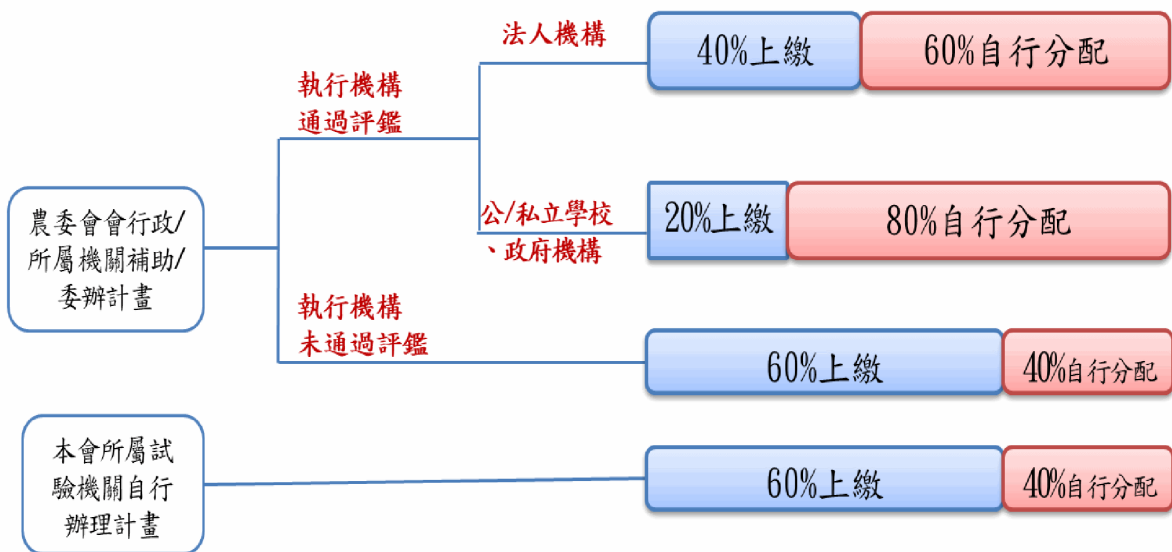 法人機構
40%上繳
60%自行分配
執行機構
通過評鑑
公/私立學校
、政府機構
20%上繳
80%自行分配
農委會會行政/
所屬機關補助/
委辦計畫
執行機構
未通過評鑑
60%上繳
40%自行分配
本會所屬試
驗機關自行
辦理計畫
60%上繳
40%自行分配